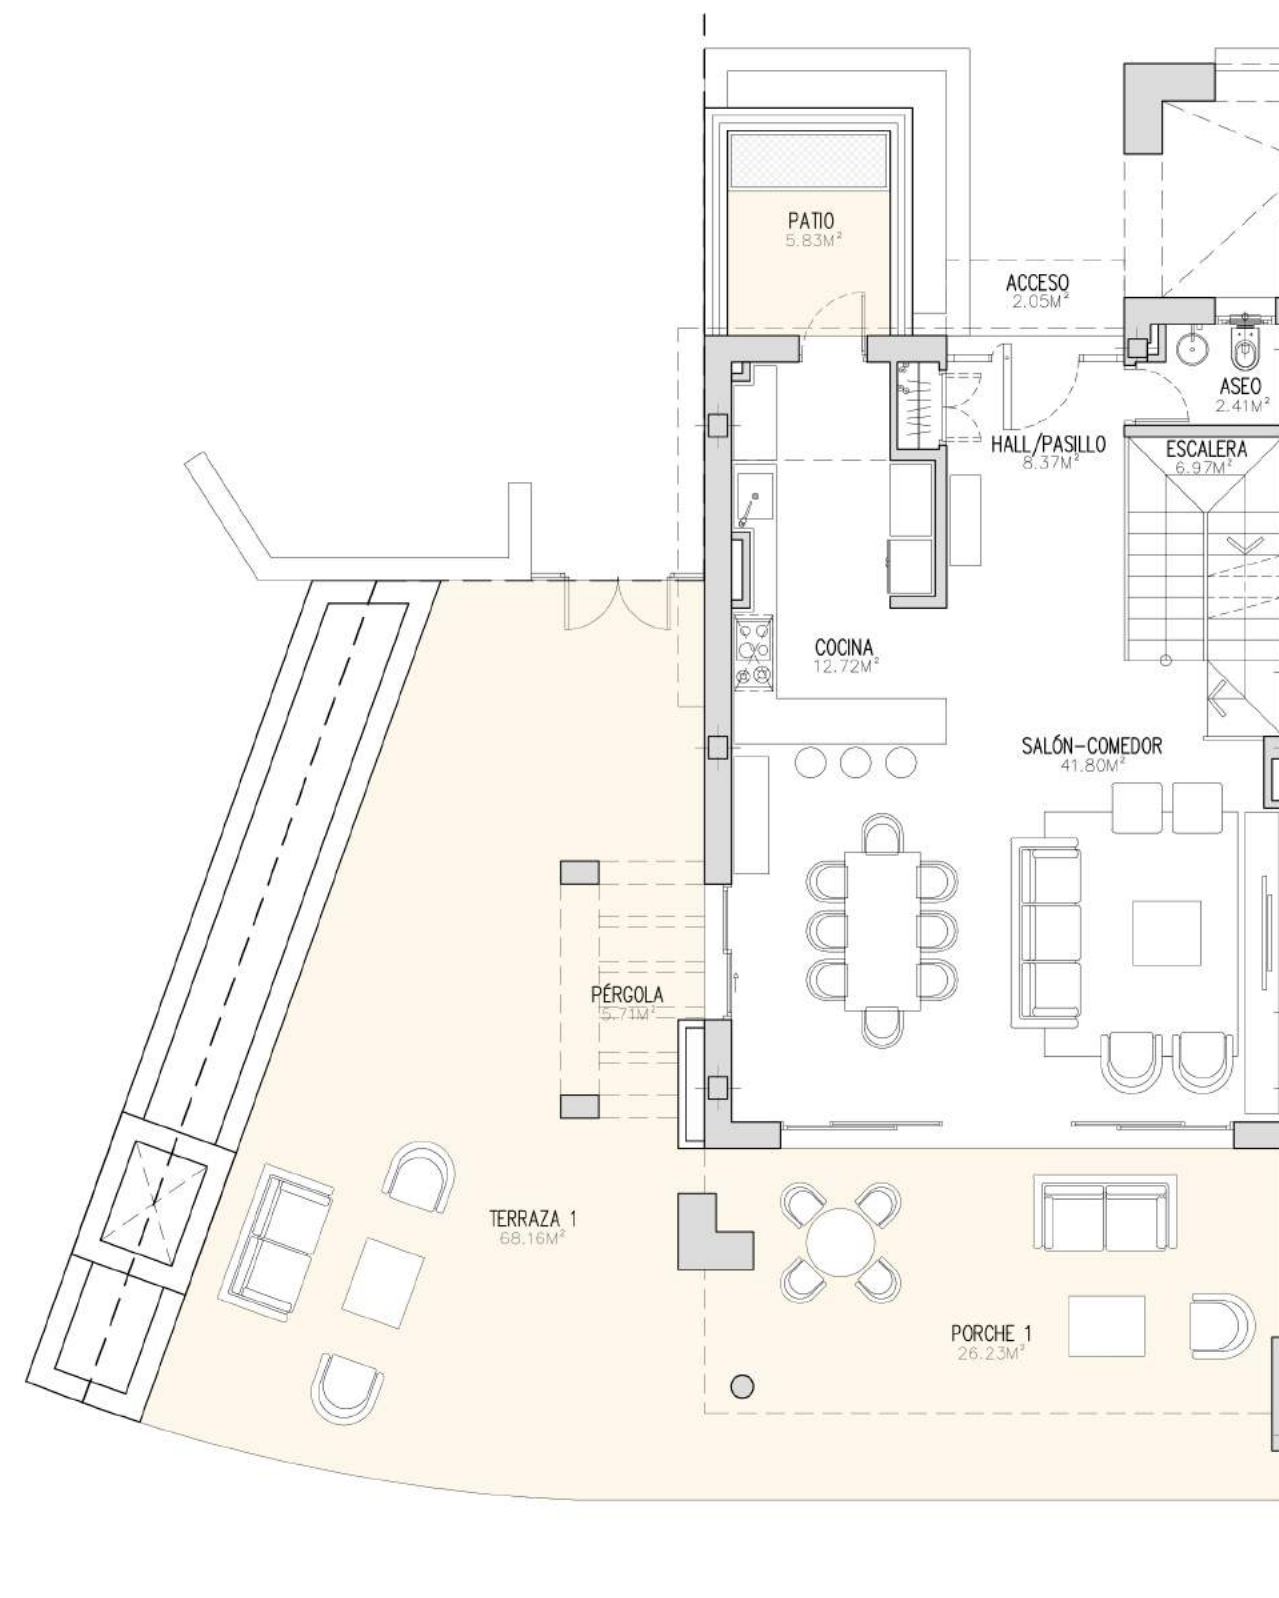 PATIO
5.83M²
ACCESO
2.05M²
ASEO
2.41M²
HALL/PASILLO
8.37M²
ESCALERA
6.97M²
COCINA
12.72M²
SALÓN-COMEDOR
41.80M²
PÉRGOLA
5.71M²
TERRAZA 1
68.16M²
PORCHE 1
26.23M²